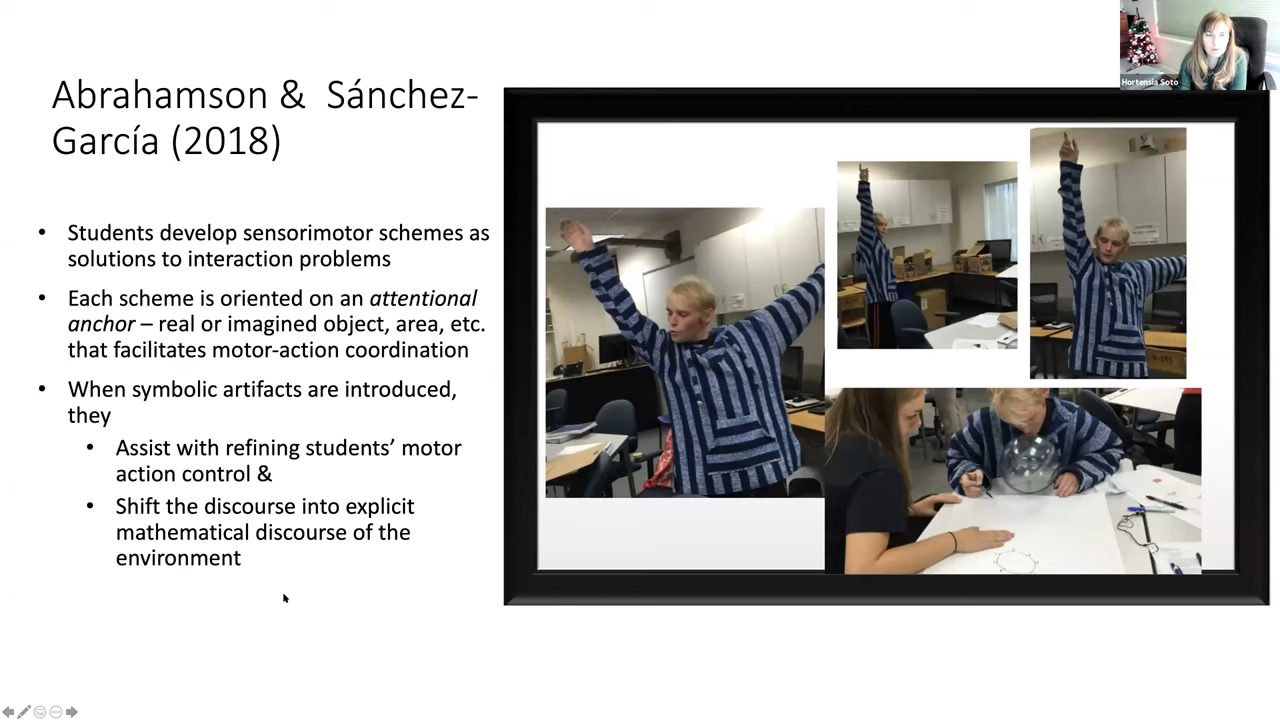 Hortensia Soto
Abrahamson & Sánchez-
García (2018)
• Students develop sensorimotor schemes as
solutions to interaction problems
• Each scheme is oriented on an attentional
anchor – real or imagined object, area, etc.
that facilitates motor-action coordination
• When symbolic artifacts are introduced,
they
• Assist with refining students’ motor
action control &
• Shift the discourse into explicit
mathematical discourse of the
environment